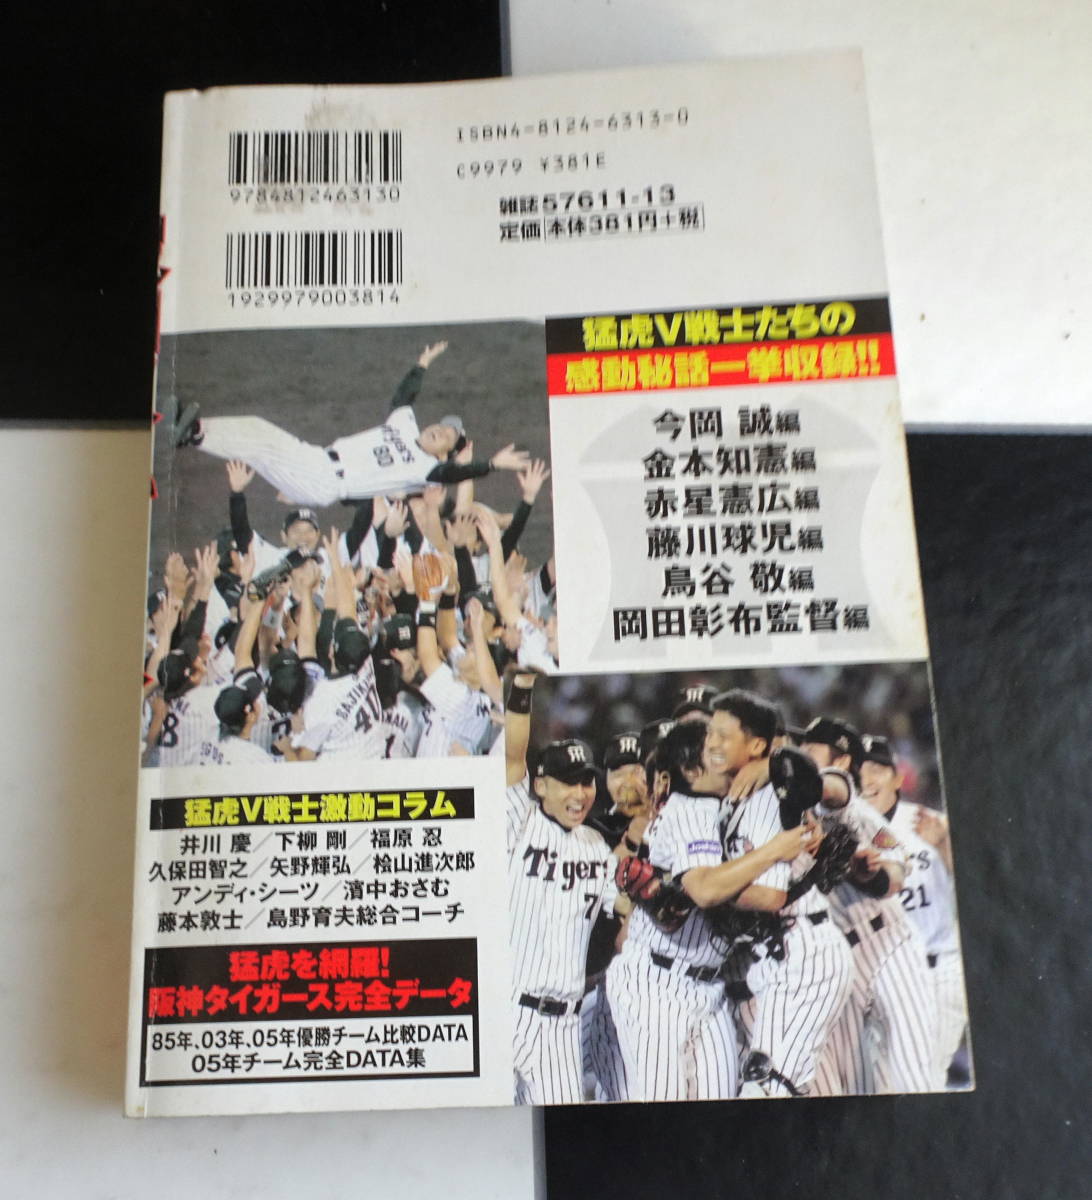 9784812463130
1929979003814
ISBN4-8124-6313-0
C9979 ¥381E
雑誌57611-13
定価 本体381円+税
猛虎V戦士たちの
感動秘話一挙収録!!
今岡 誠編
金本知憲編
赤星憲広編
藤川球児編
鳥谷 敬編
岡田彰布監督編
Tigers
80
40
猛虎V戦士激動コラム
井川 慶/下柳 剛/福原 忍
久保田智之/矢野輝弘/桧山進次郎
アンディ・シーツ/濱中おさむ
藤本敦士/島野育夫総合コーチ
猛虎を網羅!
阪神タイガース完全データ
85年、03年、05年優勝チーム比較DATA
05年チーム完全DATA集
Tigers
7
Joshin
21